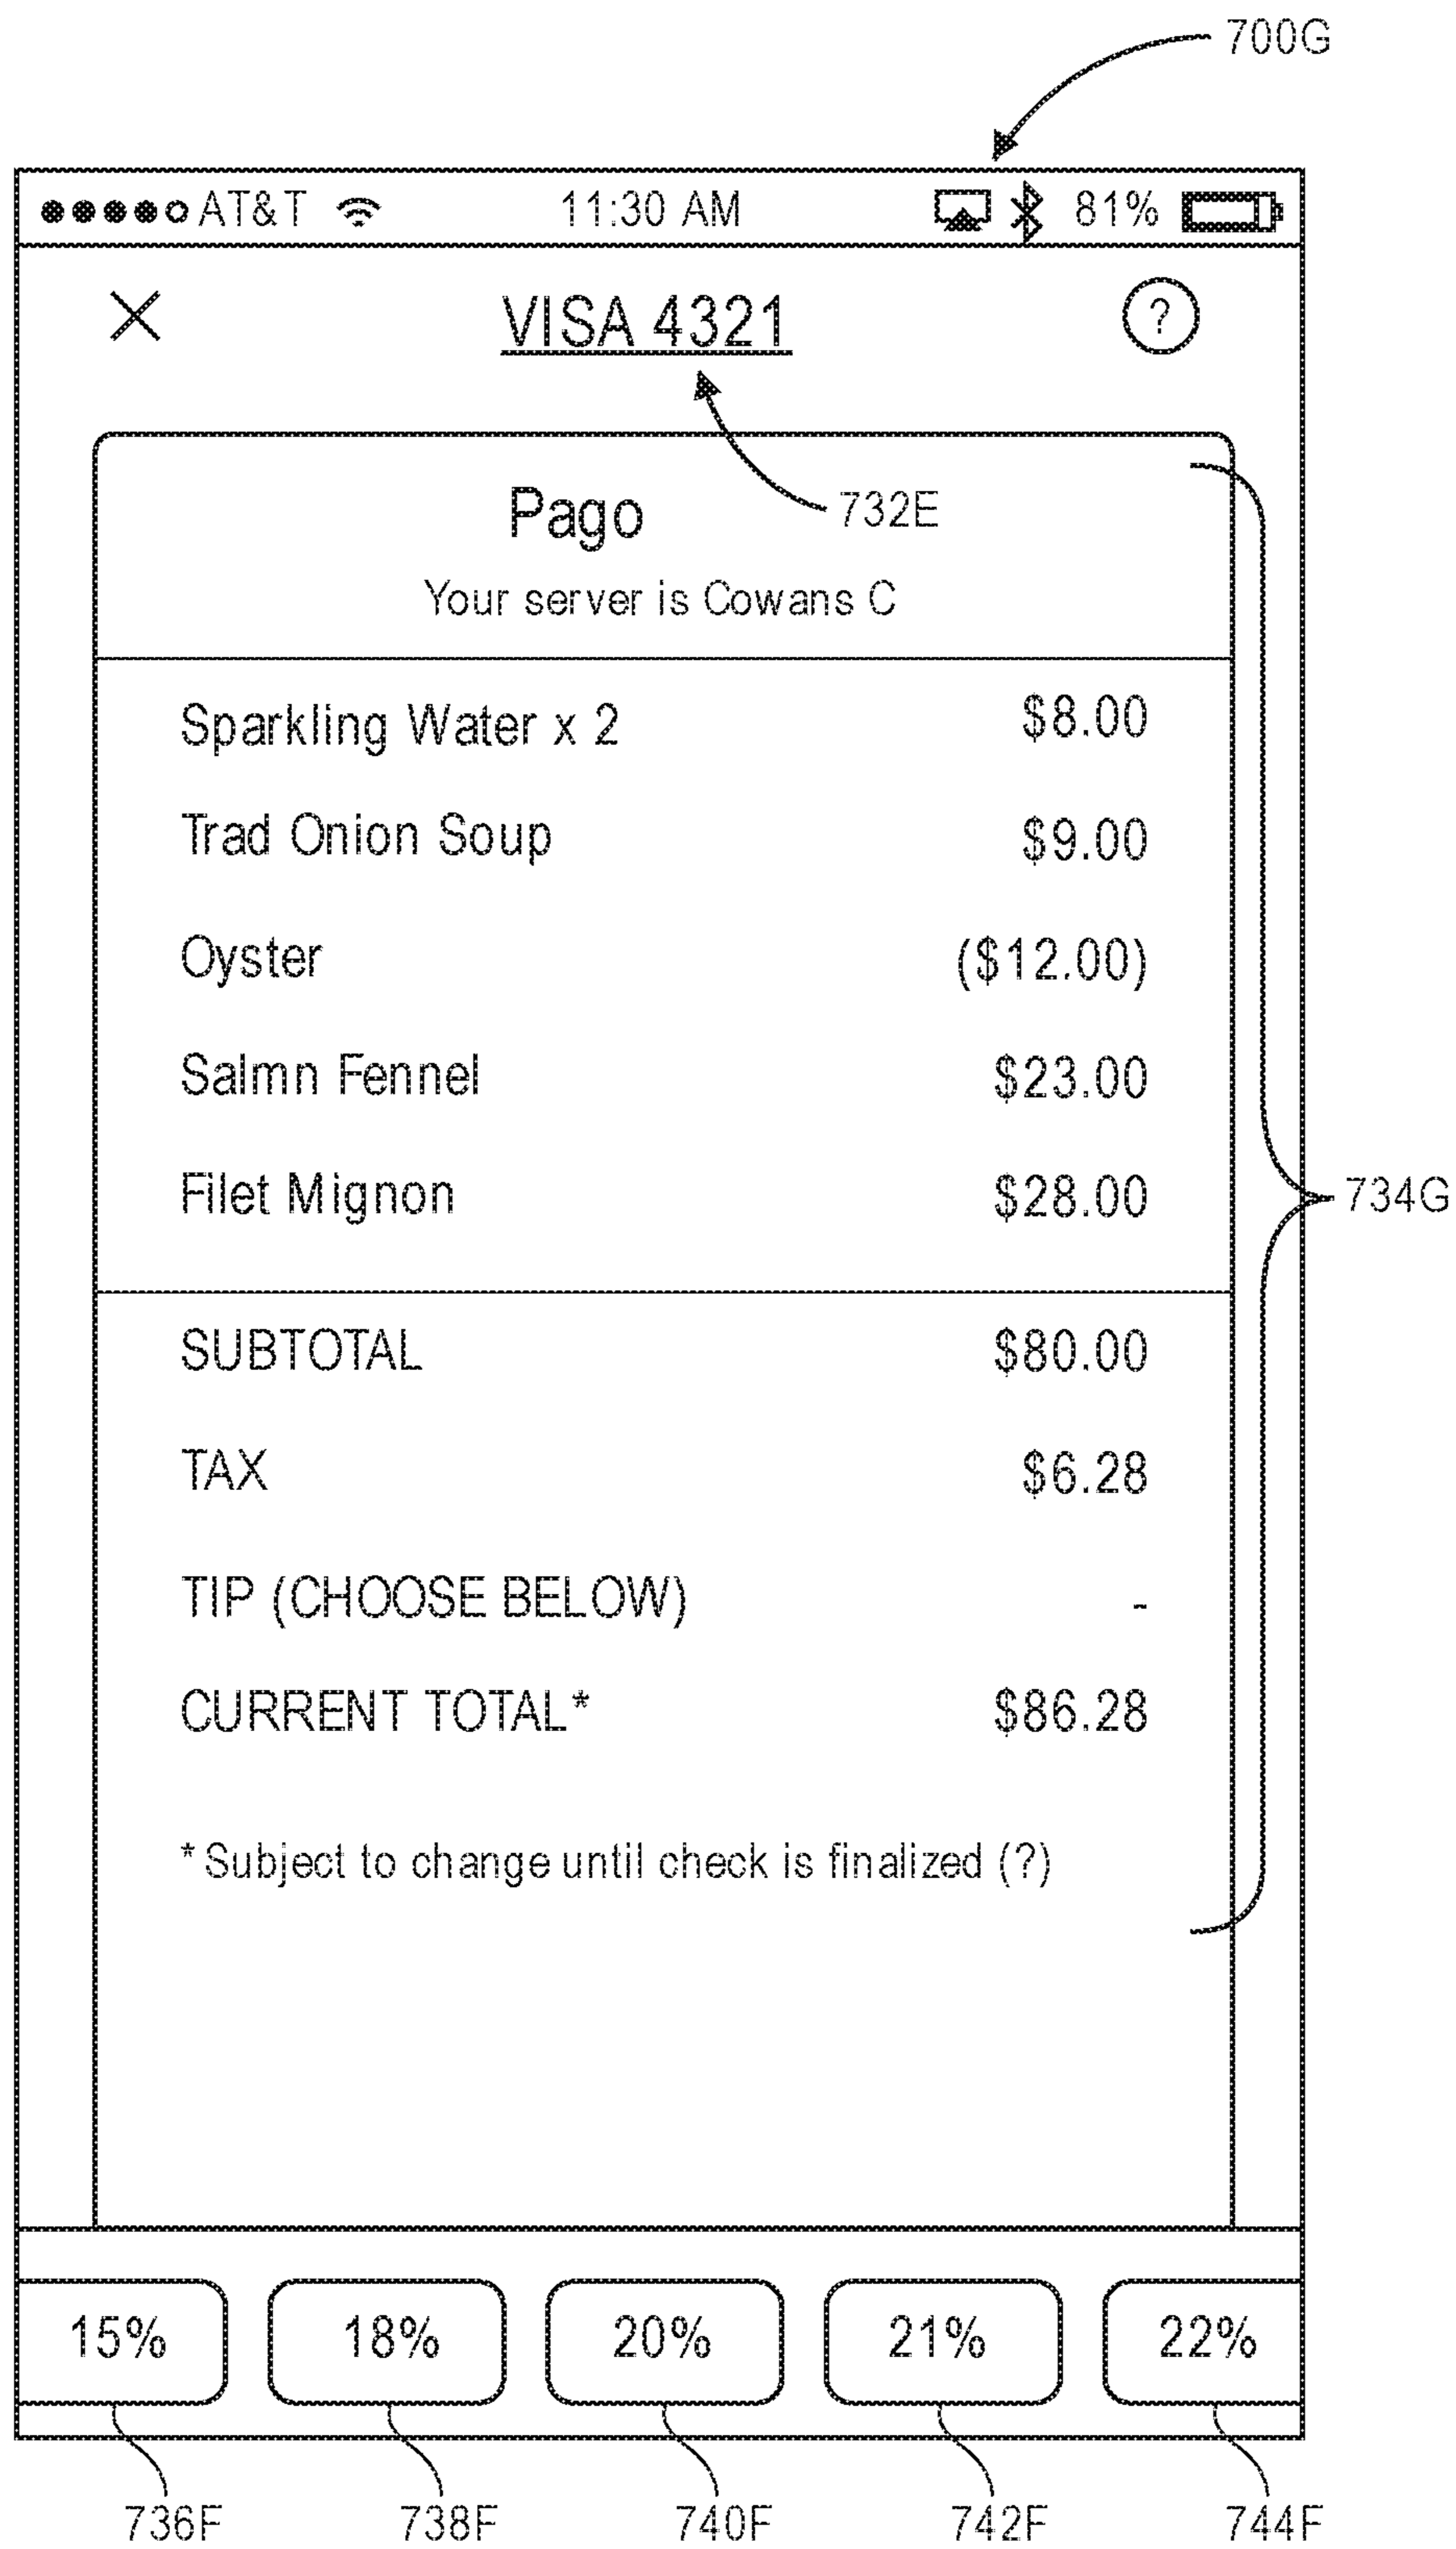 700G
AT&T 11:30 AM 81%
VISA 4321 ?
732E
Pago
Your server is Cowans C
Sparkling Water x 2 $8.00
Trad Onion Soup $9.00
Oyster ($12.00)
Salmn Fennel $23.00
Filet Mignon $28.00
734G
SUBTOTAL $80.00
TAX $6.28
TIP (CHOOSE BELOW) -
CURRENT TOTAL* $86.28
* Subject to change until check is finalized (?)
15% 18% 20% 21% 22%
736F 738F 740F 742F 744F